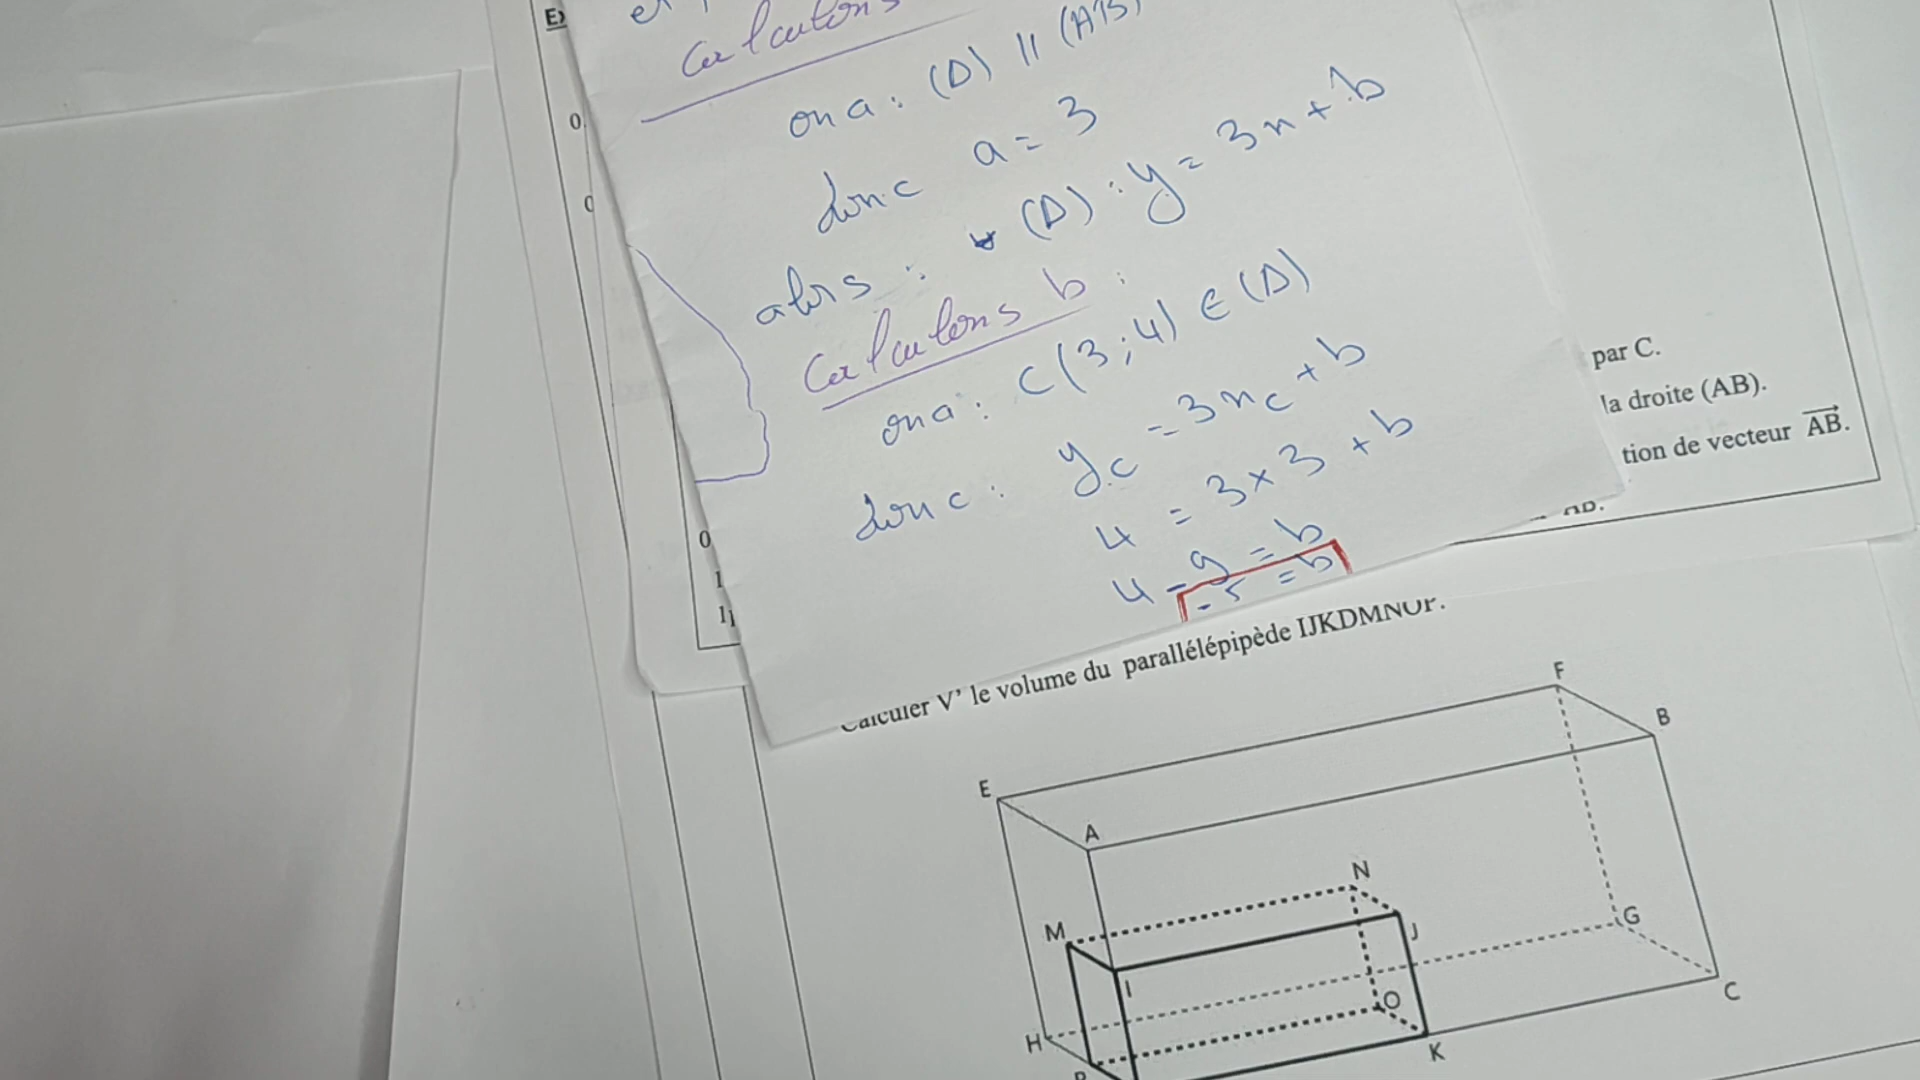 Calculons
on a : (D) // (AB)
donc a = 3
alors : (D) : y = 3x + b
Calculons b :
on a : C(3 ; 4) ∈ (D)
donc : yc = 3xc + b
4 = 3 × 3 + b
4 - 9 = b
-5 = b
par C.
la droite (AB).
tion de vecteur AB.
Calculer V' le volume du parallélépipède IJKDMNOP.
F
B
E
A
N
M
J
I
G
O
C
H
K
P